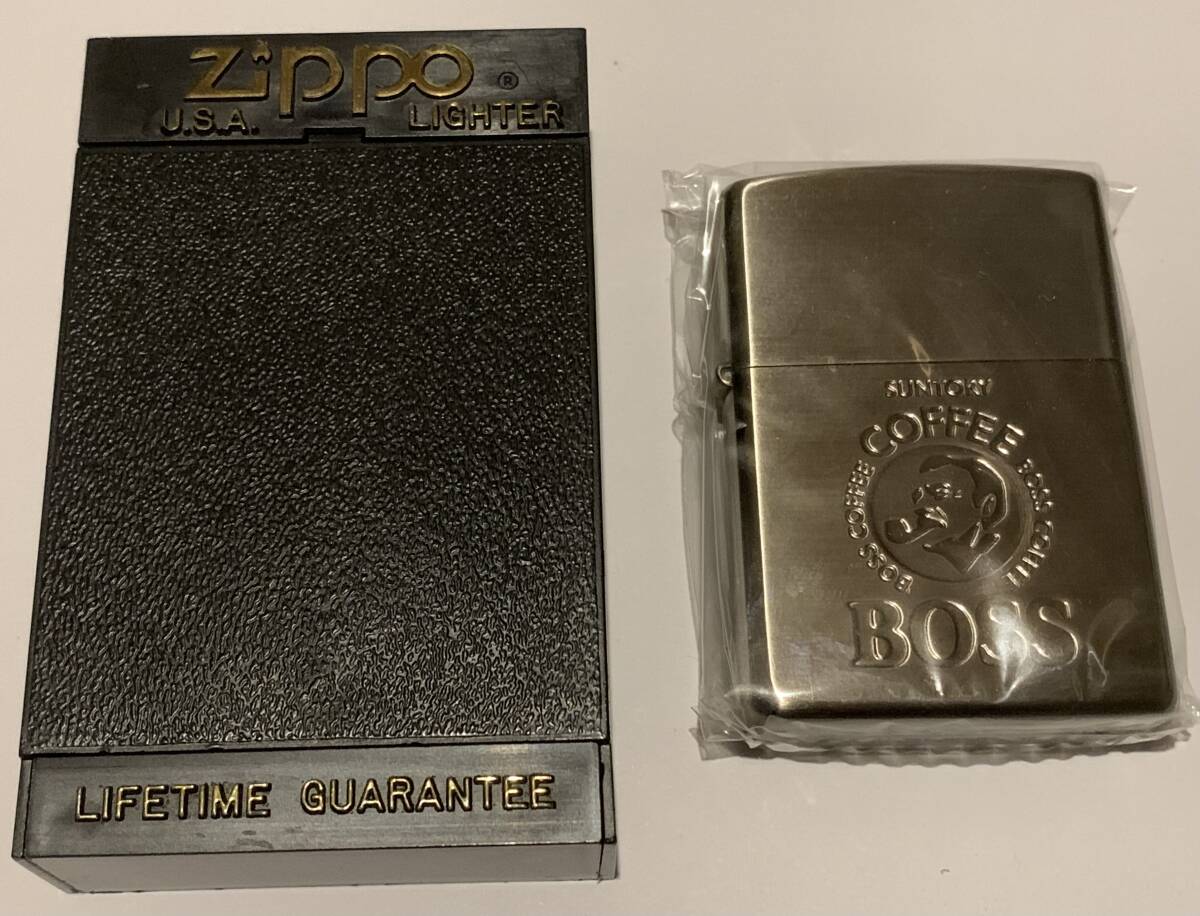 Zippo ®
U.S.A. LIGHTER
LIFETIME GUARANTEE
SUNTORY
COFFEE
BOSS COFFEE
BOSS COFFEE
BOSS